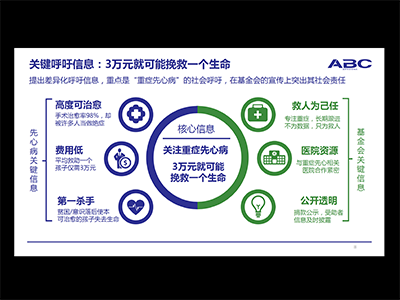 关键呼吁信息：3万元就可能挽救一个生命
ABC
提出差异化呼吁信息，重点是“重症先心病”的社会呼吁，在基金会的宣传上突出其社会责任
先心病关键信息
高度可治愈
手术治愈率98%，却
被许多人当做绝症
费用低
平均救助一个
孩子仅需3万元
第一杀手
贫困/意识落后使本
可治愈的孩子失去生命
核心信息
关注重症先心病
3万元就可能
挽救一个生命
救人为己任
专注重症，长期跟进
不为数据，只为救人
医院资源
与重症先心相关
医院合作紧密
公开透明
捐款公示，受助者
信息及时披露
基金会关键信息